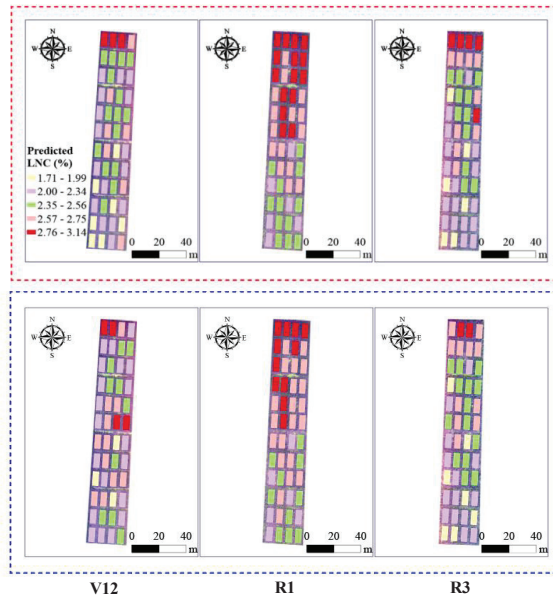 N
W E
S
N
W E
S
N
W E
S
Predicted
LNC (%)
1.71 - 1.99
2.00 - 2.34
2.35 - 2.56
2.57 - 2.75
2.76 - 3.14
0 20 40
m
0 20 40
m
0 20 40
m
N
W E
S
N
W E
S
N
W E
S
0 20 40
m
0 20 40
m
0 20 40
m
V12 R1 R3